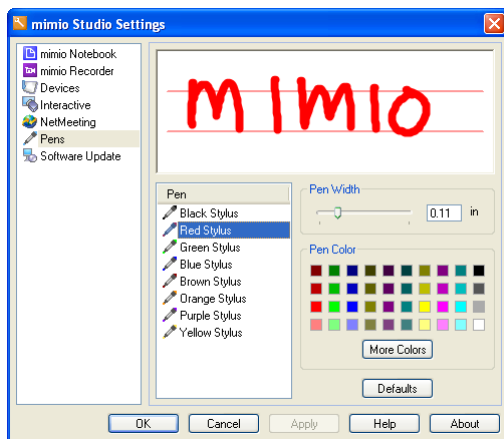 mimio Studio Settings
mimio Notebook
mimio Recorder
Devices
Interactive
NetMeeting
Pens
Software Update
mimio
Pen
Black Stylus
Red Stylus
Green Stylus
Blue Stylus
Brown Stylus
Orange Stylus
Purple Stylus
Yellow Stylus
Pen Width
0.11 in
Pen Color
More Colors
Defaults
OK Cancel Apply Help About